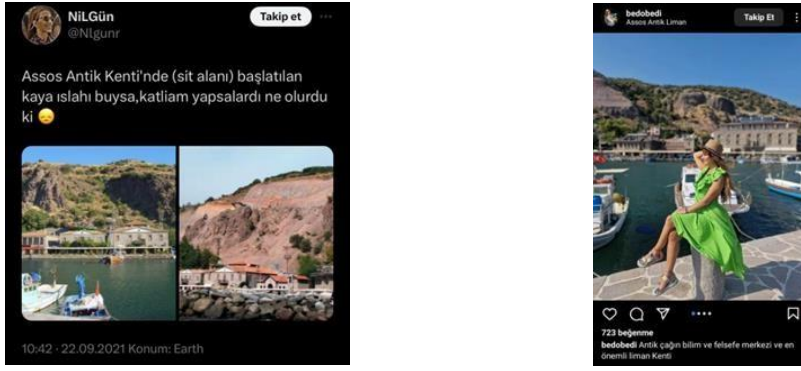 NiLGün
Takip et
@Nlgunr
Assos Antik Kenti'nde (sit alanı) başlatılan
kaya ıslahı buysa,katliam yapsalardı ne olurdu
ki 😞
10:42 · 22.09.2021 Konum: Earth
bedobedi
Assos Antik Liman
Takip Et
723 beğenme
bedobedi Antik çağın bilim ve felsefe merkezi ve en
önemli liman Kenti